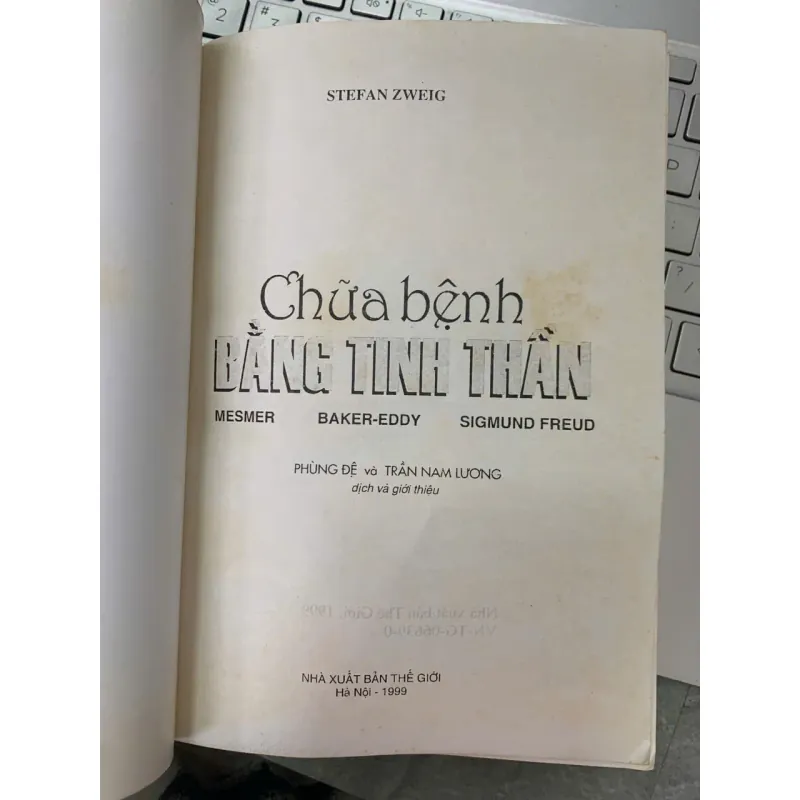 STEFAN ZWEIG
Chữa bệnh
BẰNG TINH THẦN
MESMER BAKER-EDDY SIGMUND FREUD
PHÙNG ĐỆ và TRẦN NAM LƯƠNG
dịch và giới thiệu
NHÀ XUẤT BẢN THẾ GIỚI
Hà Nội - 1999